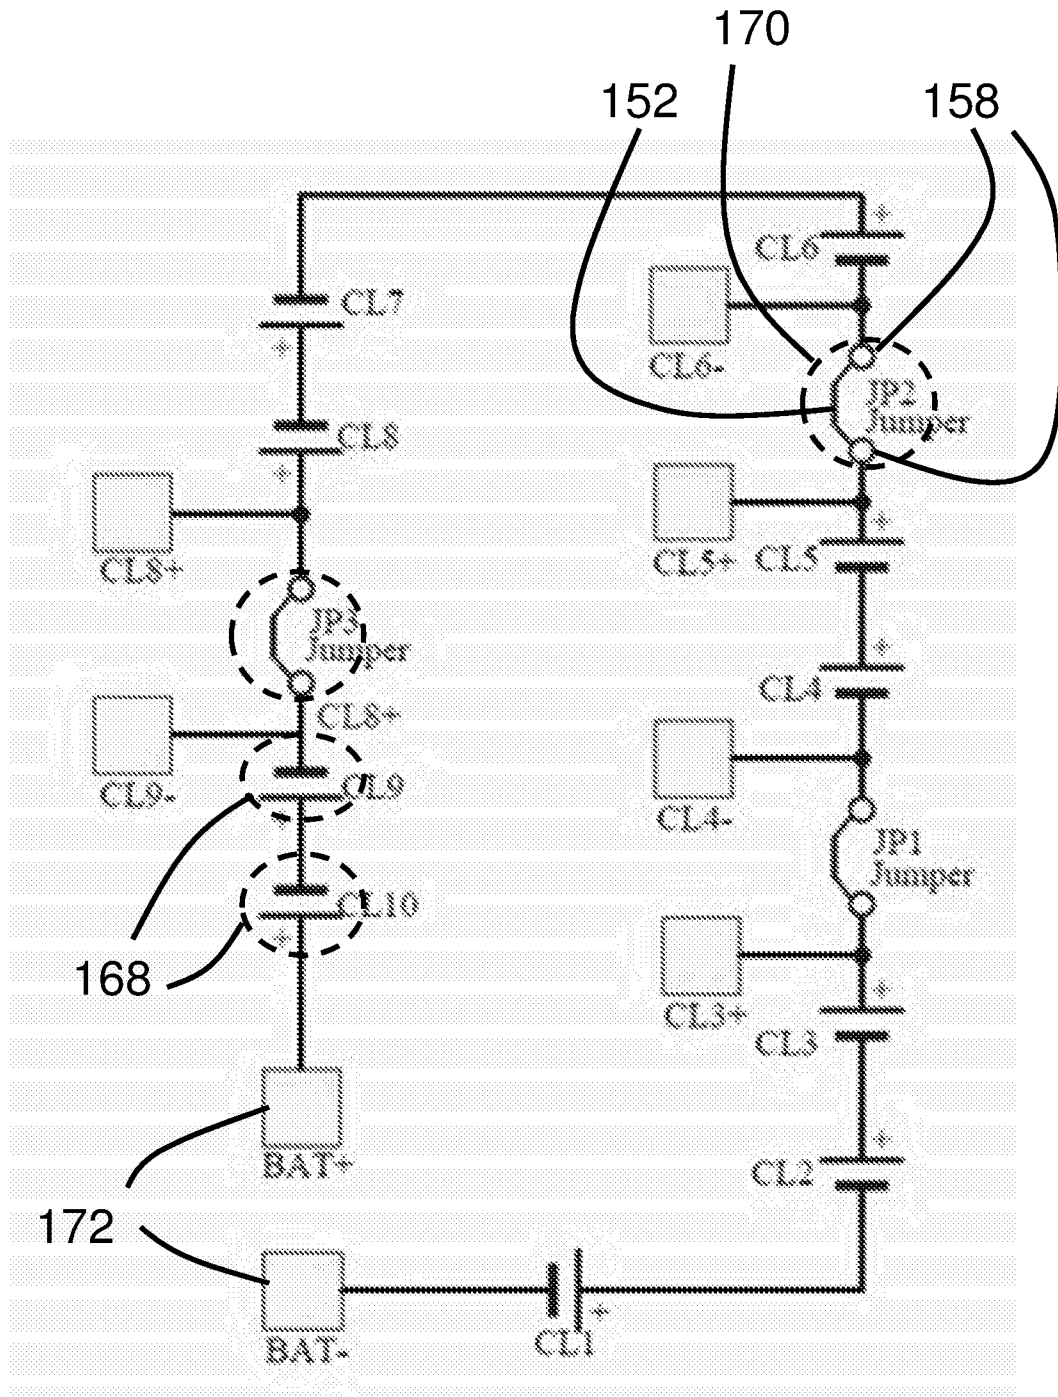 170
152
158
+
CL6
CL7
+
CL6-
JP2
Jumper
CL8
+
CL8+
CL5+
+
CL5
JP3
Jumper
+
CL4
CL8+
CL9-
CL9
+
CL4-
JP1
Jumper
CL10
+
168
CL3+
+
CL3
BAT+
+
CL2
172
BAT-
CL1
+